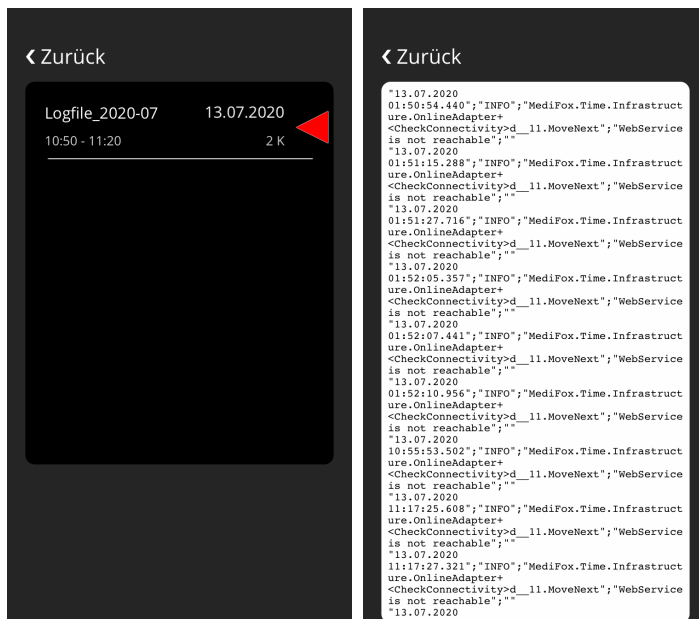 Zurück
Logfile_2020-07 13.07.2020
10:50 - 11:20 2 K
Zurück
"13.07.2020
01:50:54.440";"INFO";"MediFox.Time.Infrastruct
ure.OnlineAdapter+
<CheckConnectivity>d__11.MoveNext";"WebService
is not reachable";""
"13.07.2020
01:51:15.288";"INFO";"MediFox.Time.Infrastruct
ure.OnlineAdapter+
<CheckConnectivity>d__11.MoveNext";"WebService
is not reachable";""
"13.07.2020
01:51:27.716";"INFO";"MediFox.Time.Infrastruct
ure.OnlineAdapter+
<CheckConnectivity>d__11.MoveNext";"WebService
is not reachable";""
"13.07.2020
01:52:05.357";"INFO";"MediFox.Time.Infrastruct
ure.OnlineAdapter+
<CheckConnectivity>d__11.MoveNext";"WebService
is not reachable";""
"13.07.2020
01:52:07.441";"INFO";"MediFox.Time.Infrastruct
ure.OnlineAdapter+
<CheckConnectivity>d__11.MoveNext";"WebService
is not reachable";""
"13.07.2020
01:52:10.956";"INFO";"MediFox.Time.Infrastruct
ure.OnlineAdapter+
<CheckConnectivity>d__11.MoveNext";"WebService
is not reachable";""
"13.07.2020
10:55:53.502";"INFO";"MediFox.Time.Infrastruct
ure.OnlineAdapter+
<CheckConnectivity>d__11.MoveNext";"WebService
is not reachable";""
"13.07.2020
11:17:25.608";"INFO";"MediFox.Time.Infrastruct
ure.OnlineAdapter+
<CheckConnectivity>d__11.MoveNext";"WebService
is not reachable";""
"13.07.2020
11:17:27.321";"INFO";"MediFox.Time.Infrastruct
ure.OnlineAdapter+
<CheckConnectivity>d__11.MoveNext";"WebService
is not reachable";""
"13.07.2020